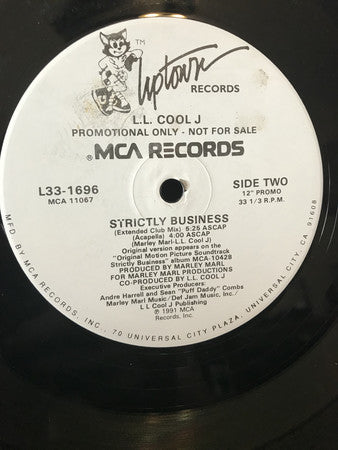 TM
Uptown
RECORDS
L.L. COOL J
PROMOTIONAL ONLY - NOT FOR SALE
® MCA RECORDS
L33-1696
MCA 11067
SIDE TWO
12" PROMO
33 1/3 R.P.M.
STRICTLY BUSINESS
(Extended Club Mix) 5:25 ASCAP
(Acapella) 4:00 ASCAP
(Marley Marl-L.L. Cool J)
Original version appears on the
"Original Motion Picture Soundtrack
Strictly Business" album MCA-10428
PRODUCED BY MARLEY MARL
FOR MARLEY MARL PRODUCTIONS
CO-PRODUCED BY L.L. COOL J
Executive Producers:
Andre Harrell and Sean "Puff Daddy" Combs
Marley Marl Music/Def Jam Music, Inc./
L L Cool J Publishing
℗ 1991 MCA
Records, Inc.
MFD. BY MCA RECORDS, INC., 70 UNIVERSAL CITY PLAZA, UNIVERSAL CITY, CA. 91608